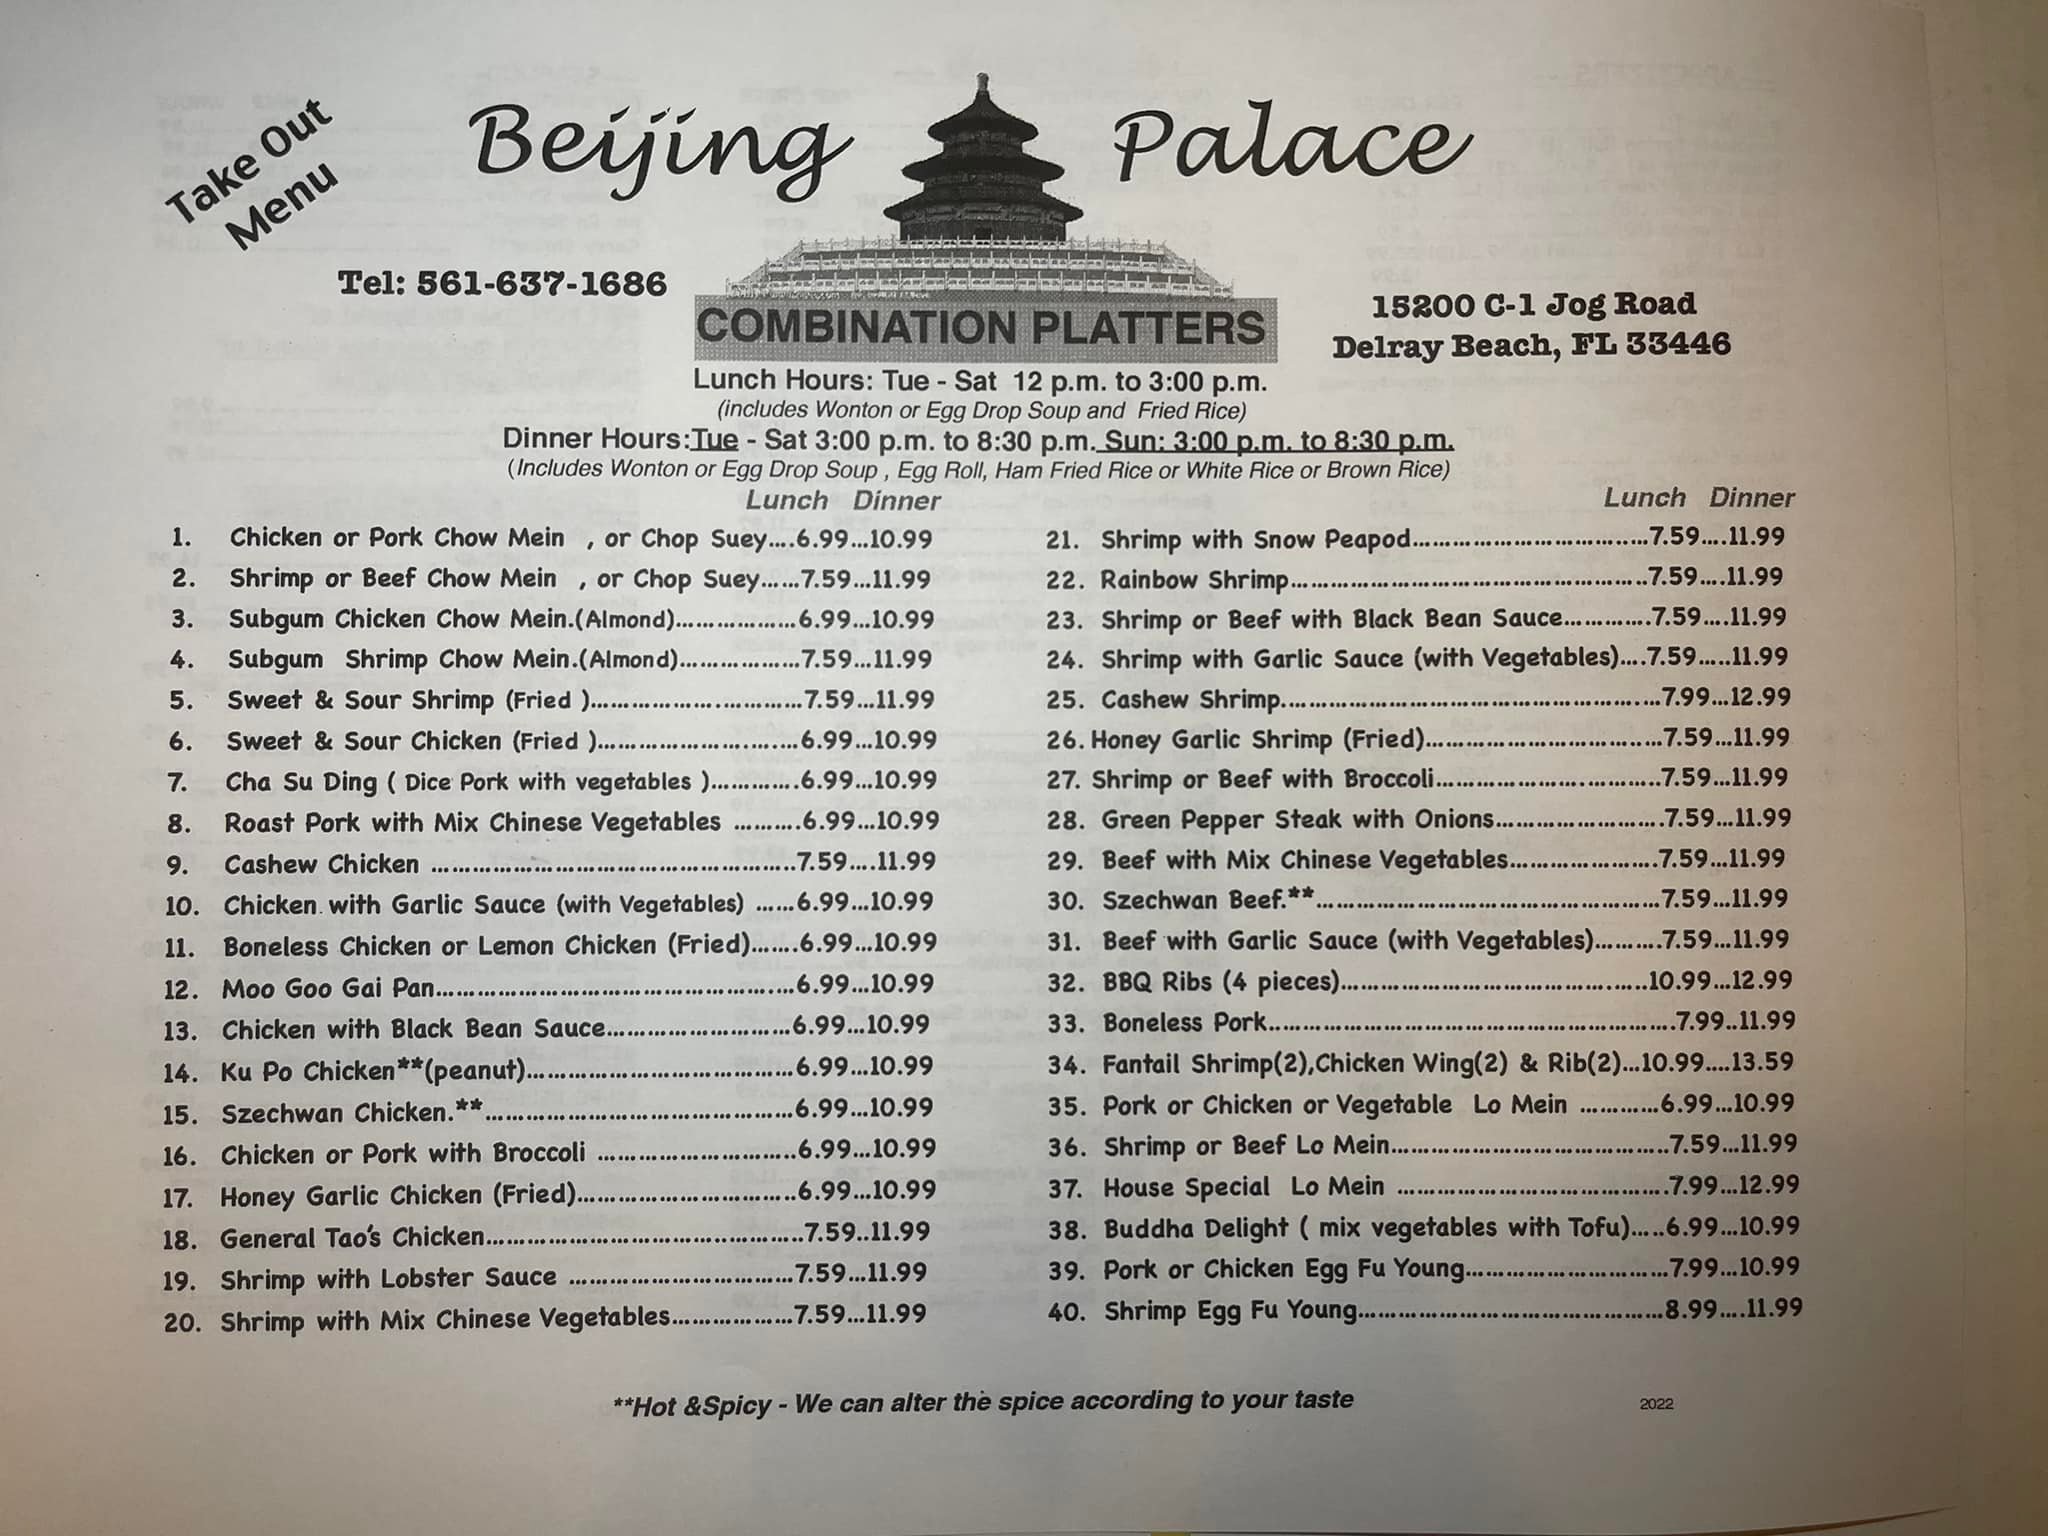 Take Out
Menu
Beijing Palace
Tel: 561-637-1686
15200 C-1 Jog Road
Delray Beach, FL 33446
COMBINATION PLATTERS
Lunch Hours: Tue - Sat 12 p.m. to 3:00 p.m.
(includes Wonton or Egg Drop Soup and Fried Rice)
Dinner Hours:Tue - Sat 3:00 p.m. to 8:30 p.m. Sun: 3:00 p.m. to 8:30 p.m.
(Includes Wonton or Egg Drop Soup , Egg Roll, Ham Fried Rice or White Rice or Brown Rice)
Lunch Dinner
1. Chicken or Pork Chow Mein , or Chop Suey....6.99...10.99
2. Shrimp or Beef Chow Mein , or Chop Suey......7.59...11.99
3. Subgum Chicken Chow Mein.(Almond)..................6.99...10.99
4. Subgum Shrimp Chow Mein.(Almond)..................7.59...11.99
5. Sweet & Sour Shrimp (Fried )...............................7.59...11.99
6. Sweet & Sour Chicken (Fried )..............................6.99...10.99
7. Cha Su Ding ( Dice Pork with vegetables ).............6.99...10.99
8. Roast Pork with Mix Chinese Vegetables ..........6.99...10.99
9. Cashew Chicken .....................................................7.59....11.99
10. Chicken with Garlic Sauce (with Vegetables) ......6.99...10.99
11. Boneless Chicken or Lemon Chicken (Fried).......6.99...10.99
12. Moo Goo Gai Pan.....................................................6.99...10.99
13. Chicken with Black Bean Sauce...........................6.99...10.99
14. Ku Po Chicken**(peanut).......................................6.99...10.99
15. Szechwan Chicken.**.............................................6.99...10.99
16. Chicken or Pork with Broccoli .............................6.99...10.99
17. Honey Garlic Chicken (Fried)................................6.99...10.99
18. General Tao's Chicken...............................................7.59..11.99
19. Shrimp with Lobster Sauce .................................7.59...11.99
20. Shrimp with Mix Chinese Vegetables..................7.59...11.99
Lunch Dinner
21. Shrimp with Snow Peapod..................................7.59....11.99
22. Rainbow Shrimp....................................................7.59....11.99
23. Shrimp or Beef with Black Bean Sauce.............7.59....11.99
24. Shrimp with Garlic Sauce (with Vegetables)....7.59.....11.99
25. Cashew Shrimp.......................................................7.99...12.99
26. Honey Garlic Shrimp (Fried)...................................7.59...11.99
27. Shrimp or Beef with Broccoli.................................7.59...11.99
28. Green Pepper Steak with Onions.........................7.59...11.99
29. Beef with Mix Chinese Vegetables......................7.59...11.99
30. Szechwan Beef.**..................................................7.59...11.99
31. Beef with Garlic Sauce (with Vegetables)..........7.59...11.99
32. BBQ Ribs (4 pieces).............................................10.99...12.99
33. Boneless Pork...........................................................7.99..11.99
34. Fantail Shrimp(2),Chicken Wing(2) & Rib(2)...10.99....13.59
35. Pork or Chicken or Vegetable Lo Mein ............6.99...10.99
36. Shrimp or Beef Lo Mein.........................................7.59...11.99
37. House Special Lo Mein .......................................7.99...12.99
38. Buddha Delight ( mix vegetables with Tofu).....6.99...10.99
39. Pork or Chicken Egg Fu Young..............................7.99...10.99
40. Shrimp Egg Fu Young.............................................8.99....11.99
**Hot &Spicy - We can alter the spice according to your taste
2022